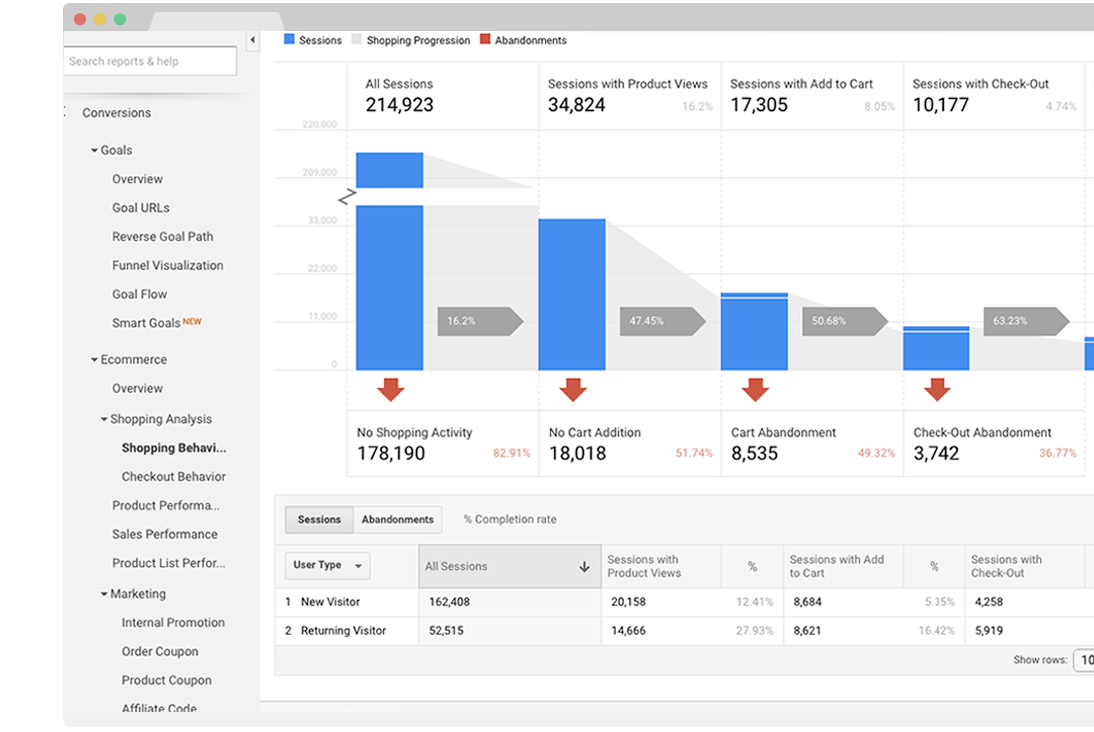 Search reports & help
Conversions
Goals
Overview
Goal URLs
Reverse Goal Path
Funnel Visualization
Goal Flow
Smart Goals NEW
Ecommerce
Overview
Shopping Analysis
Shopping Behavi...
Checkout Behavior
Product Performa...
Sales Performance
Product List Perfor...
Marketing
Internal Promotion
Order Coupon
Product Coupon
Affiliate Code
Sessions Shopping Progression Abandonments
All Sessions
214,923
Sessions with Product Views
34,824 16.2%
Sessions with Add to Cart
17,305 8.05%
Sessions with Check-Out
10,177 4.74%
220,000
209,000
33,000
22,000
11,000
0
16.2% 47.45% 50.68% 63.23%
No Shopping Activity
178,190 82.91%
No Cart Addition
18,018 51.74%
Cart Abandonment
8,535 49.32%
Check-Out Abandonment
3,742 36.77%
Sessions Abandonments % Completion rate
User Type
All Sessions
Sessions with
Product Views
%
Sessions with Add
to Cart
%
Sessions with
Check-Out
1 New Visitor 162,408 20,158 12.41% 8,684 5.35% 4,258
2 Returning Visitor 52,515 14,666 27.93% 8,621 16.42% 5,919
Show rows: 10